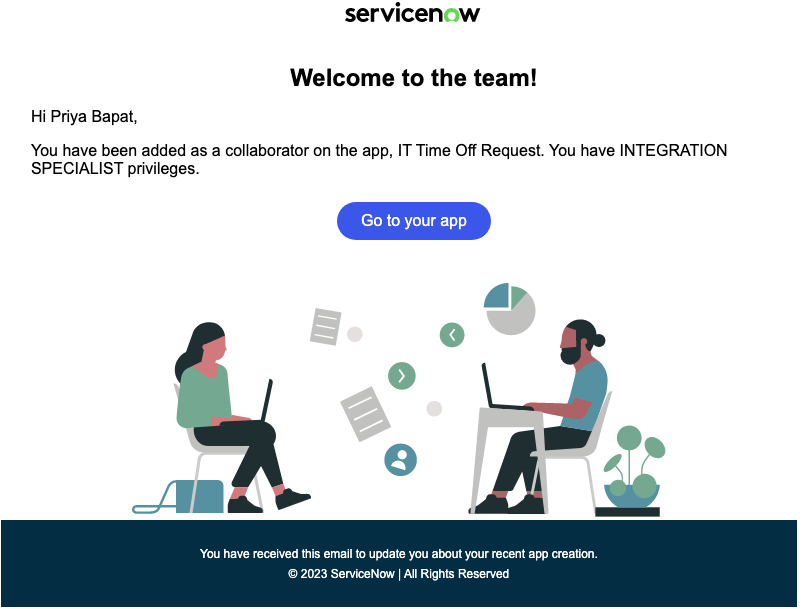 servicenow
Welcome to the team!
Hi Priya Bapat,
You have been added as a collaborator on the app, IT Time Off Request. You have INTEGRATION
SPECIALIST privileges.
Go to your app
You have received this email to update you about your recent app creation.
© 2023 ServiceNow | All Rights Reserved